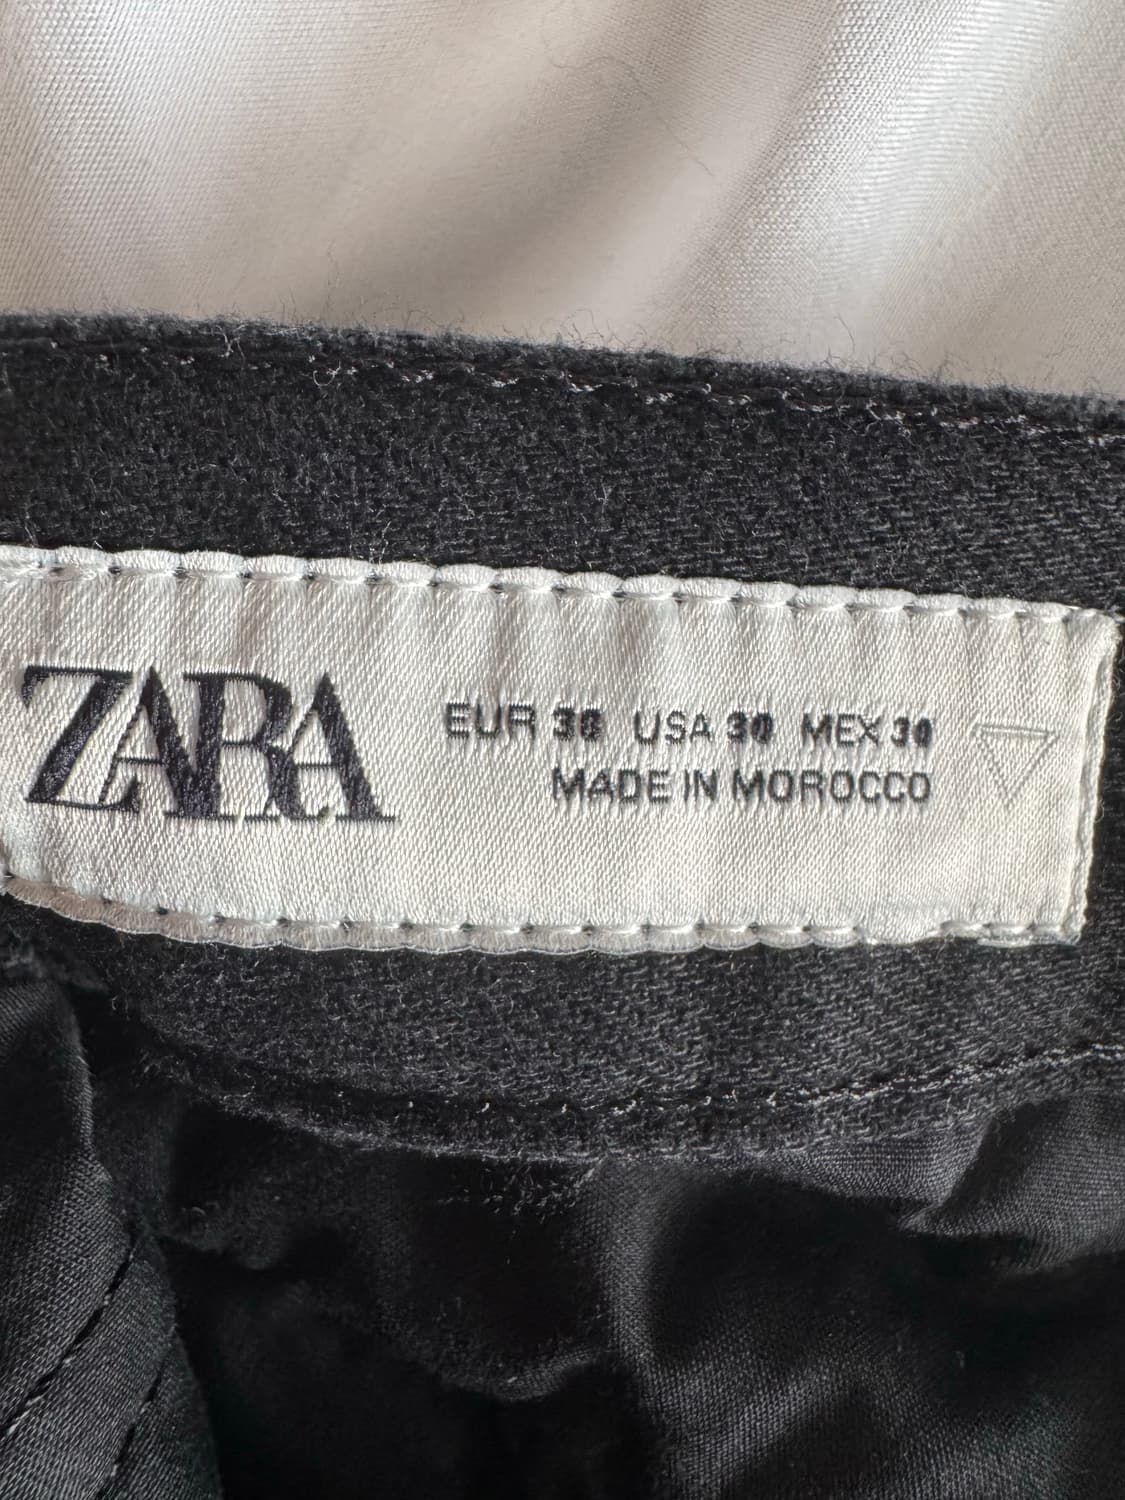 ZARA
EUR 38 USA 30 MEX 30
MADE IN MOROCCO